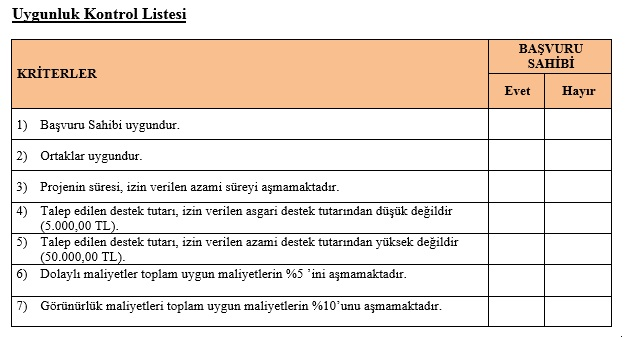 Uygunluk Kontrol Listesi
KRİTERLER
BAŞVURU
SAHİBİ
Evet
Hayır
1) Başvuru Sahibi uygundur.
2) Ortaklar uygundur.
3) Projenin süresi, izin verilen azami süreyi aşmamaktadır.
4) Talep edilen destek tutarı, izin verilen asgari destek tutarından düşük değildir
(5.000,00 TL).
5) Talep edilen destek tutarı, izin verilen azami destek tutarından yüksek değildir
(50.000,00 TL).
6) Dolaylı maliyetler toplam uygun maliyetlerin %5 ’ini aşmamaktadır.
7) Görünürlük maliyetleri toplam uygun maliyetlerin %10’unu aşmamaktadır.